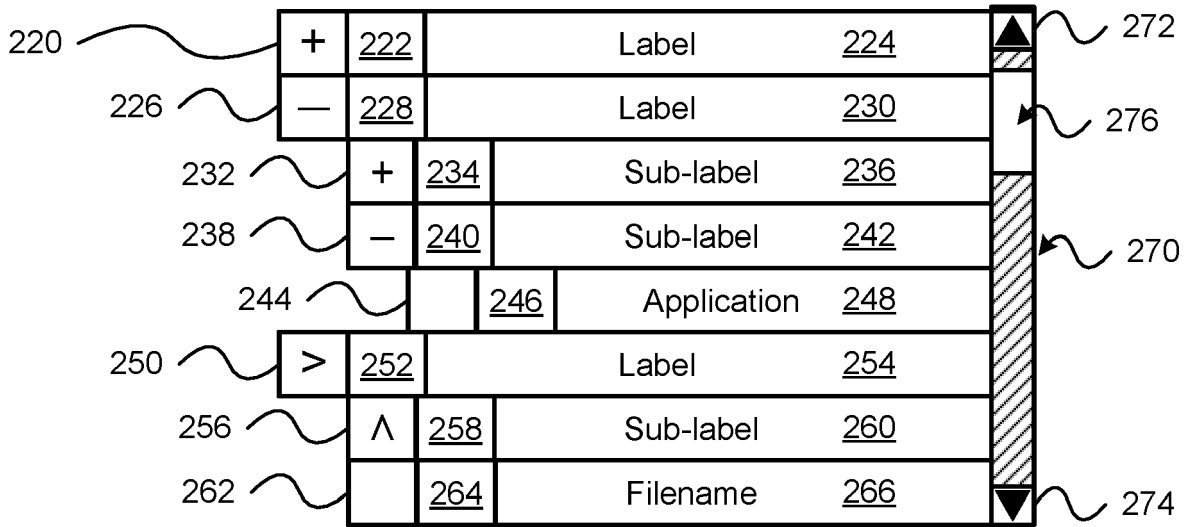 220 + 222 Label 224 272
226 — 228 Label 230 276
232 + 234 Sub-label 236
238 – 240 Sub-label 242 270
244 246 Application 248
250 > 252 Label 254
256 ^ 258 Sub-label 260
262 264 Filename 266 274